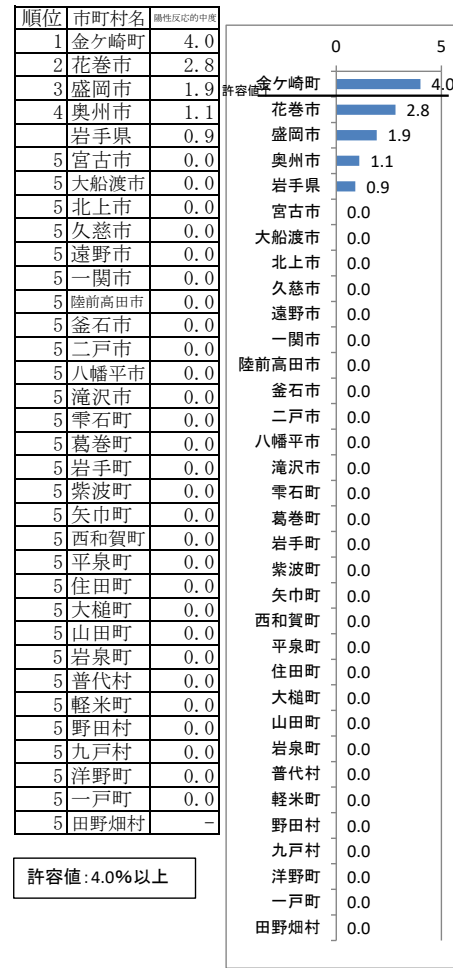 順位 市町村名 陽性反応的中度
1 金ケ崎町 4.0
2 花巻市 2.8
3 盛岡市 1.9
4 奥州市 1.1
岩手県 0.9
5 宮古市 0.0
5 大船渡市 0.0
5 北上市 0.0
5 久慈市 0.0
5 遠野市 0.0
5 一関市 0.0
5 陸前高田市 0.0
5 釜石市 0.0
5 二戸市 0.0
5 八幡平市 0.0
5 滝沢市 0.0
5 雫石町 0.0
5 葛巻町 0.0
5 岩手町 0.0
5 紫波町 0.0
5 矢巾町 0.0
5 西和賀町 0.0
5 平泉町 0.0
5 住田町 0.0
5 大槌町 0.0
5 山田町 0.0
5 岩泉町 0.0
5 普代村 0.0
5 軽米町 0.0
5 野田村 0.0
5 九戸村 0.0
5 洋野町 0.0
5 一戸町 0.0
5 田野畑村 -
許容値:4.0%以上
0 5
許容値
金ケ崎町 4.0
花巻市 2.8
盛岡市 1.9
奥州市 1.1
岩手県 0.9
宮古市 0.0
大船渡市 0.0
北上市 0.0
久慈市 0.0
遠野市 0.0
一関市 0.0
陸前高田市 0.0
釜石市 0.0
二戸市 0.0
八幡平市 0.0
滝沢市 0.0
雫石町 0.0
葛巻町 0.0
岩手町 0.0
紫波町 0.0
矢巾町 0.0
西和賀町 0.0
平泉町 0.0
住田町 0.0
大槌町 0.0
山田町 0.0
岩泉町 0.0
普代村 0.0
軽米町 0.0
野田村 0.0
九戸村 0.0
洋野町 0.0
一戸町 0.0
田野畑村 0.0